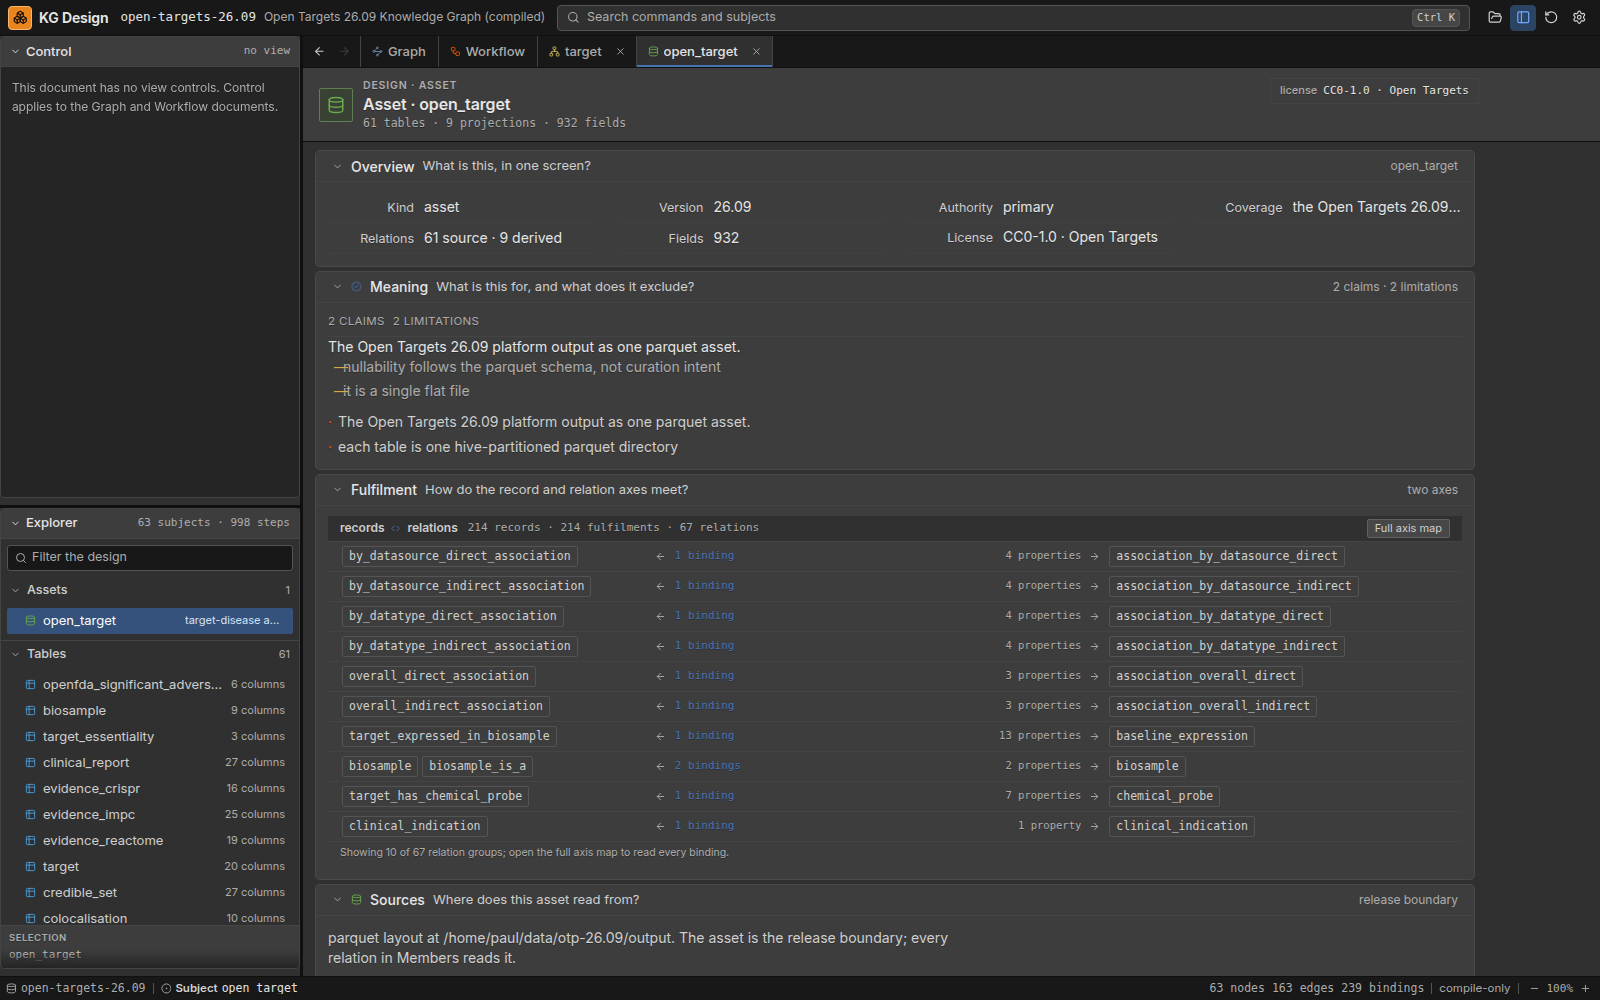 KG Design open-targets-26.09 Open Targets 26.09 Knowledge Graph (compiled) Search commands and subjects Ctrl K
Control no view
This document has no view controls. Control
applies to the Graph and Workflow documents.
Explorer 63 subjects · 998 steps
Filter the design
Assets 1
open_target target-disease a...
Tables 61
openfda_significant_advers... 6 columns
biosample 9 columns
target_essentiality 3 columns
clinical_report 27 columns
evidence_crispr 16 columns
evidence_impc 25 columns
evidence_reactome 19 columns
target 20 columns
credible_set 27 columns
colocalisation 10 columns
SELECTION
open_target
Graph Workflow target open_target
DESIGN · ASSET
Asset · open_target
61 tables · 9 projections · 932 fields
license CC0-1.0 · Open Targets
Overview What is this, in one screen? open_target
Kind asset Version 26.09 Authority primary Coverage the Open Targets 26.09...
Relations 61 source · 9 derived Fields 932 License CC0-1.0 · Open Targets
Meaning What is this for, and what does it exclude? 2 claims · 2 limitations
2 CLAIMS 2 LIMITATIONS
The Open Targets 26.09 platform output as one parquet asset.
—nullability follows the parquet schema, not curation intent
—it is a single flat file
· The Open Targets 26.09 platform output as one parquet asset.
· each table is one hive-partitioned parquet directory
Fulfilment How do the record and relation axes meet? two axes
records ↔ relations 214 records · 214 fulfilments · 67 relations Full axis map
by_datasource_direct_association ← 1 binding 4 properties → association_by_datasource_direct
by_datasource_indirect_association ← 1 binding 4 properties → association_by_datasource_indirect
by_datatype_direct_association ← 1 binding 4 properties → association_by_datatype_direct
by_datatype_indirect_association ← 1 binding 4 properties → association_by_datatype_indirect
overall_direct_association ← 1 binding 3 properties → association_overall_direct
overall_indirect_association ← 1 binding 3 properties → association_overall_indirect
target_expressed_in_biosample ← 1 binding 13 properties → baseline_expression
biosample biosample_is_a ← 2 bindings 2 properties → biosample
target_has_chemical_probe ← 1 binding 7 properties → chemical_probe
clinical_indication ← 1 binding 1 property → clinical_indication
Showing 10 of 67 relation groups; open the full axis map to read every binding.
Sources Where does this asset read from? release boundary
parquet layout at /home/paul/data/otp-26.09/output. The asset is the release boundary; every
relation in Members reads it.
open-targets-26.09 Subject open_target 63 nodes 163 edges 239 bindings compile-only − 100% +